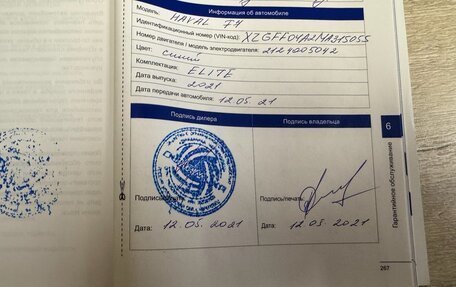 Информация об автомобиле
Модель: HAVAL F7
Идентификационный номер (VIN-код): XZGFF04A2MA315055
Номер двигателя / модель электродвигателя: 2124005042
Цвет: синий
Комплектация: ELITE
Дата выпуска: 2021
Дата передачи автомобиля: 12.05.21
Подпись дилера Подпись владельца
Подпись/печать:
Дата: 12.05.2021 Дата: 12.05.2021
6
Гарантийное обслуживание
267